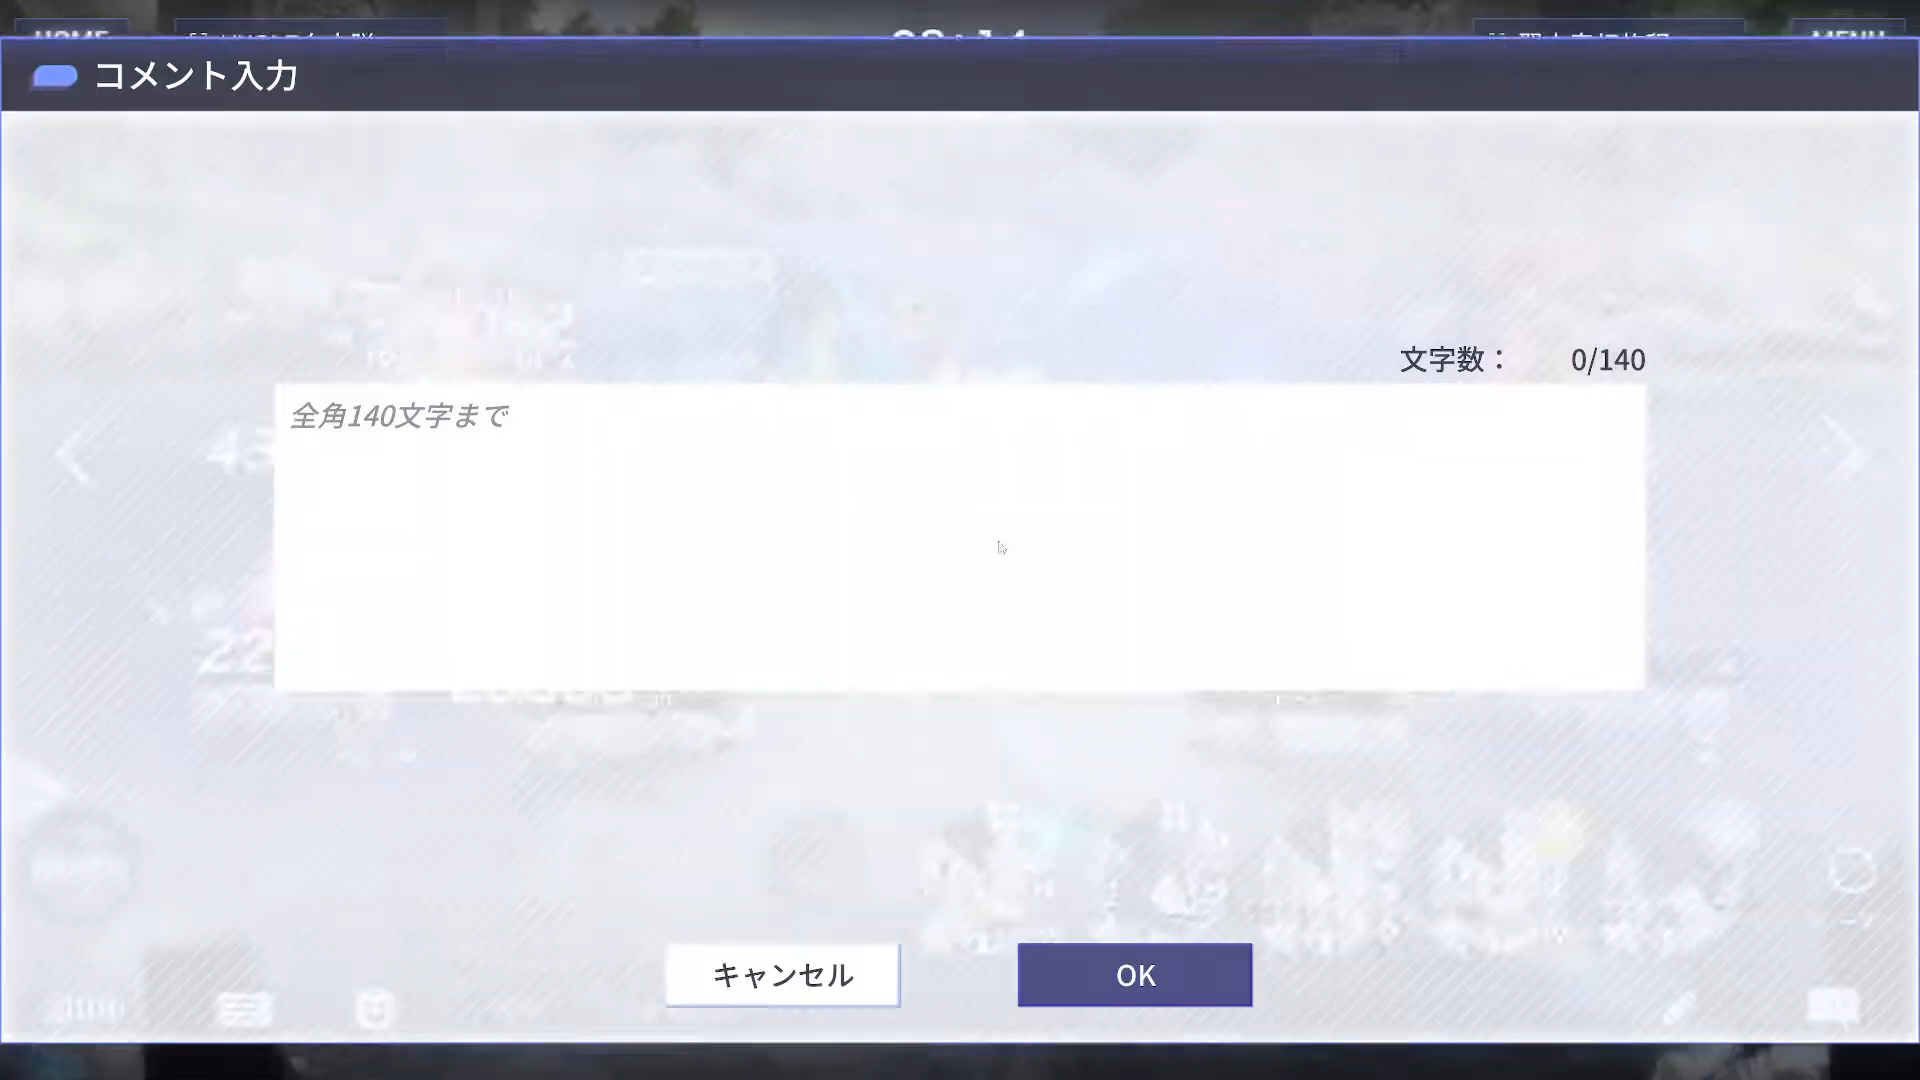 コメント入力
文字数： 0/140
全角140文字まで
キャンセル
OK